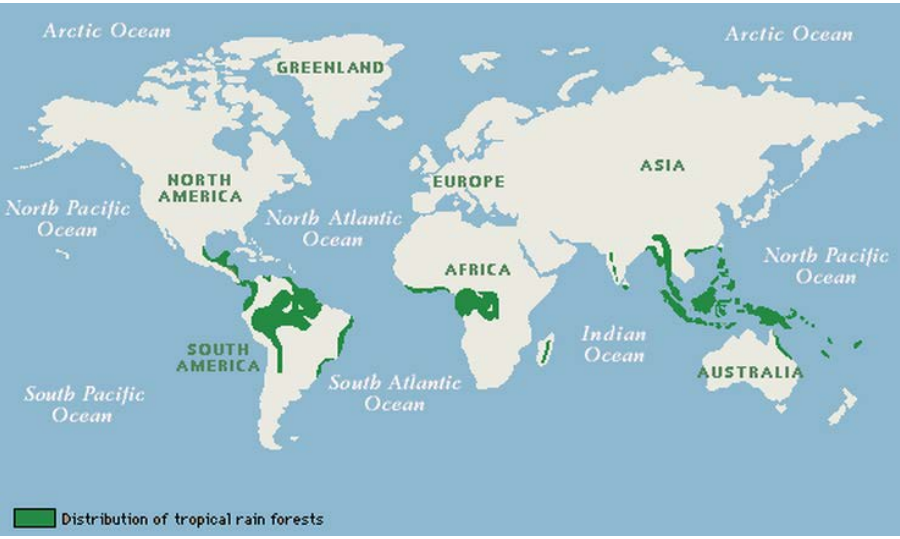 Arctic Ocean
Arctic Ocean
GREENLAND
ASIA
EUROPE
NORTH
AMERICA
North Pacific
Ocean
North Atlantic
Ocean
North Pacific
Ocean
AFRICA
Indian
Ocean
SOUTH
AMERICA
AUSTRALIA
South Pacific
Ocean
South Atlantic
Ocean
Distribution of tropical rain forests